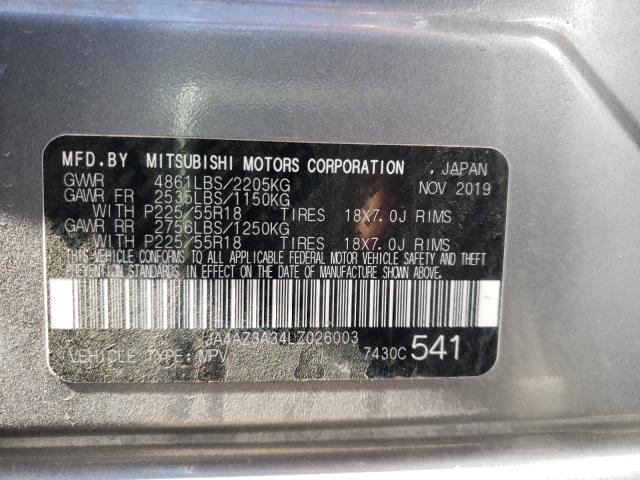 MFD.BY MITSUBISHI MOTORS CORPORATION , JAPAN
GVWR 4861LBS/2205KG NOV 2019
GAWR FR 2535LBS/1150KG
WITH P225/55R18 TIRES 18X7.0J RIMS
GAWR RR 2756LBS/1250KG
WITH P225/55R18 TIRES 18X7.0J RIMS
THIS VEHICLE CONFORMS TO ALL APPLICABLE FEDERAL MOTOR VEHICLE SAFETY AND
THEFT PREVENTION STANDARDS IN EFFECT ON THE DATE OF MANUFACTURE SHOWN ABOVE.
JA4AZ3A34LZ026003
VEHICLE TYPE: MPV 7430C 541